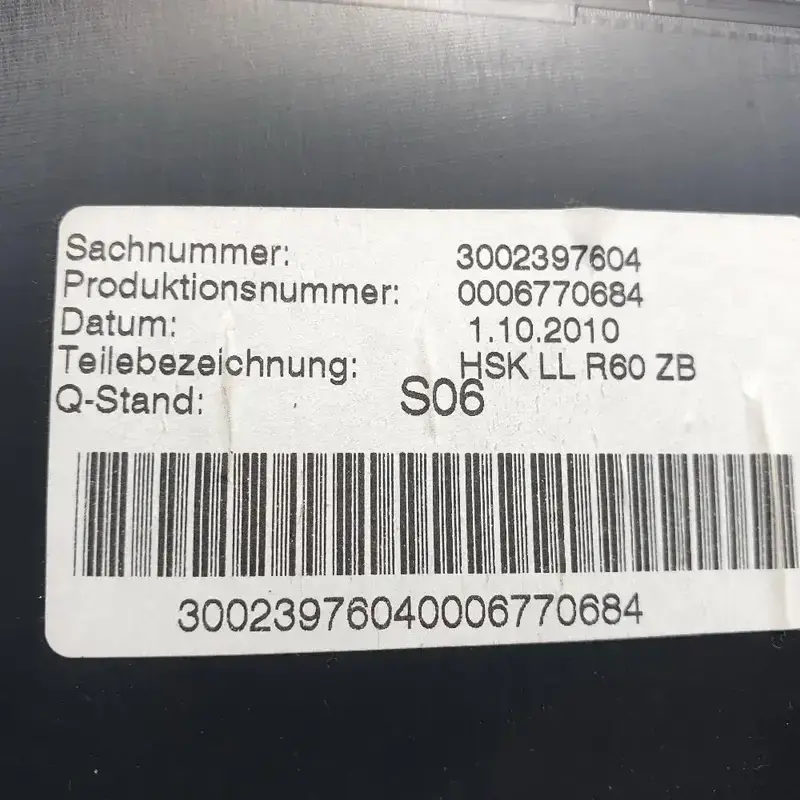 Sachnummer: 3002397604
Produktionsnummer: 0006770684
Datum: 1.10.2010
Teilebezeichnung: HSK LL R60 ZB
Q-Stand: S06
30023976040006770684